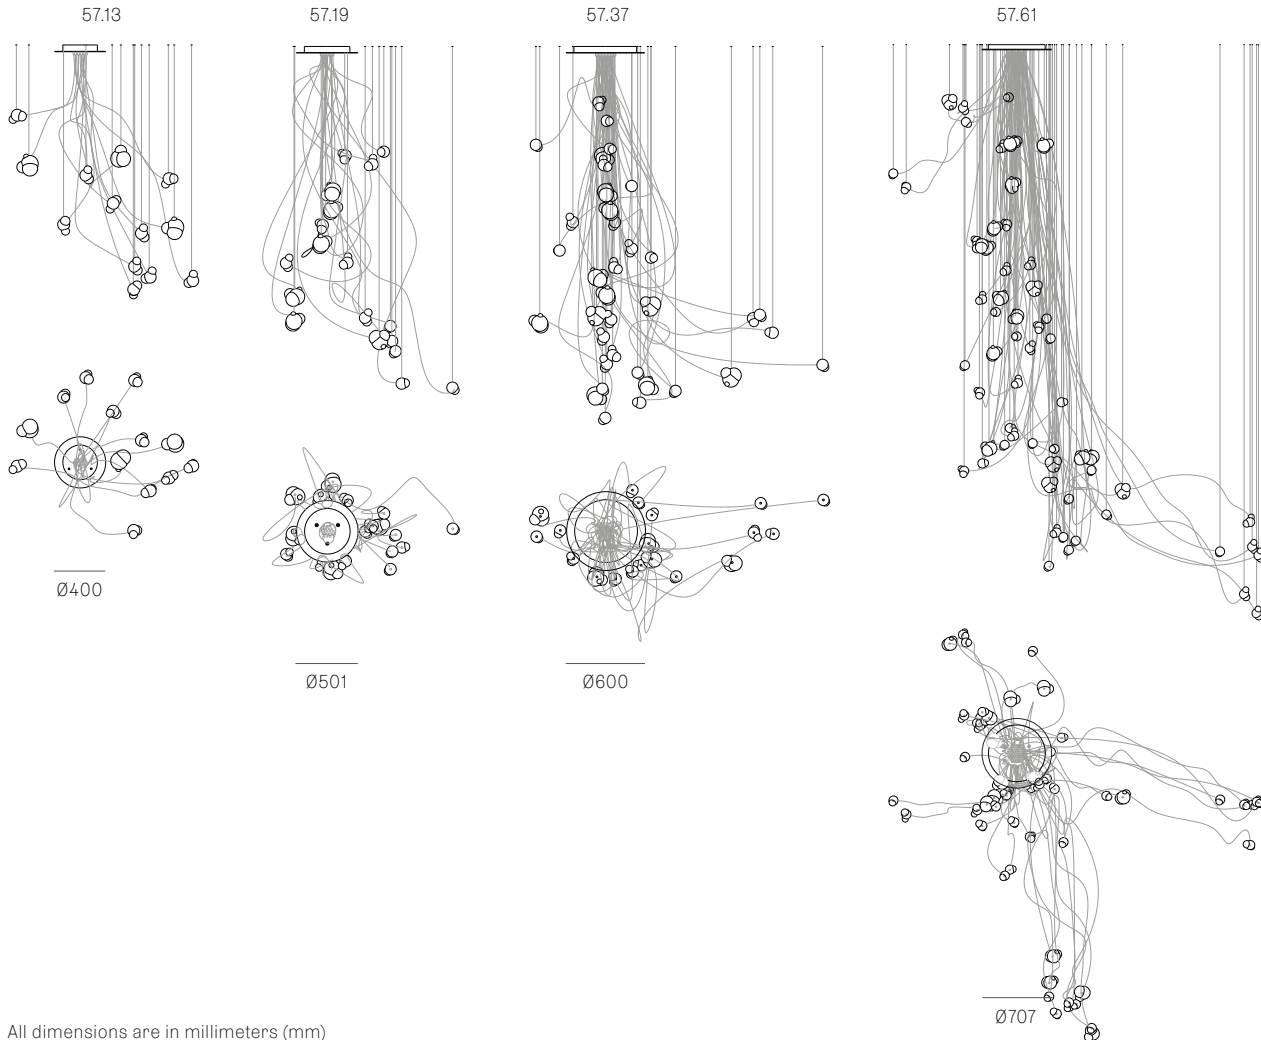 57.13
57.19
57.37
57.61
Ø400
Ø501
Ø600
Ø707
All dimensions are in millimeters (mm)